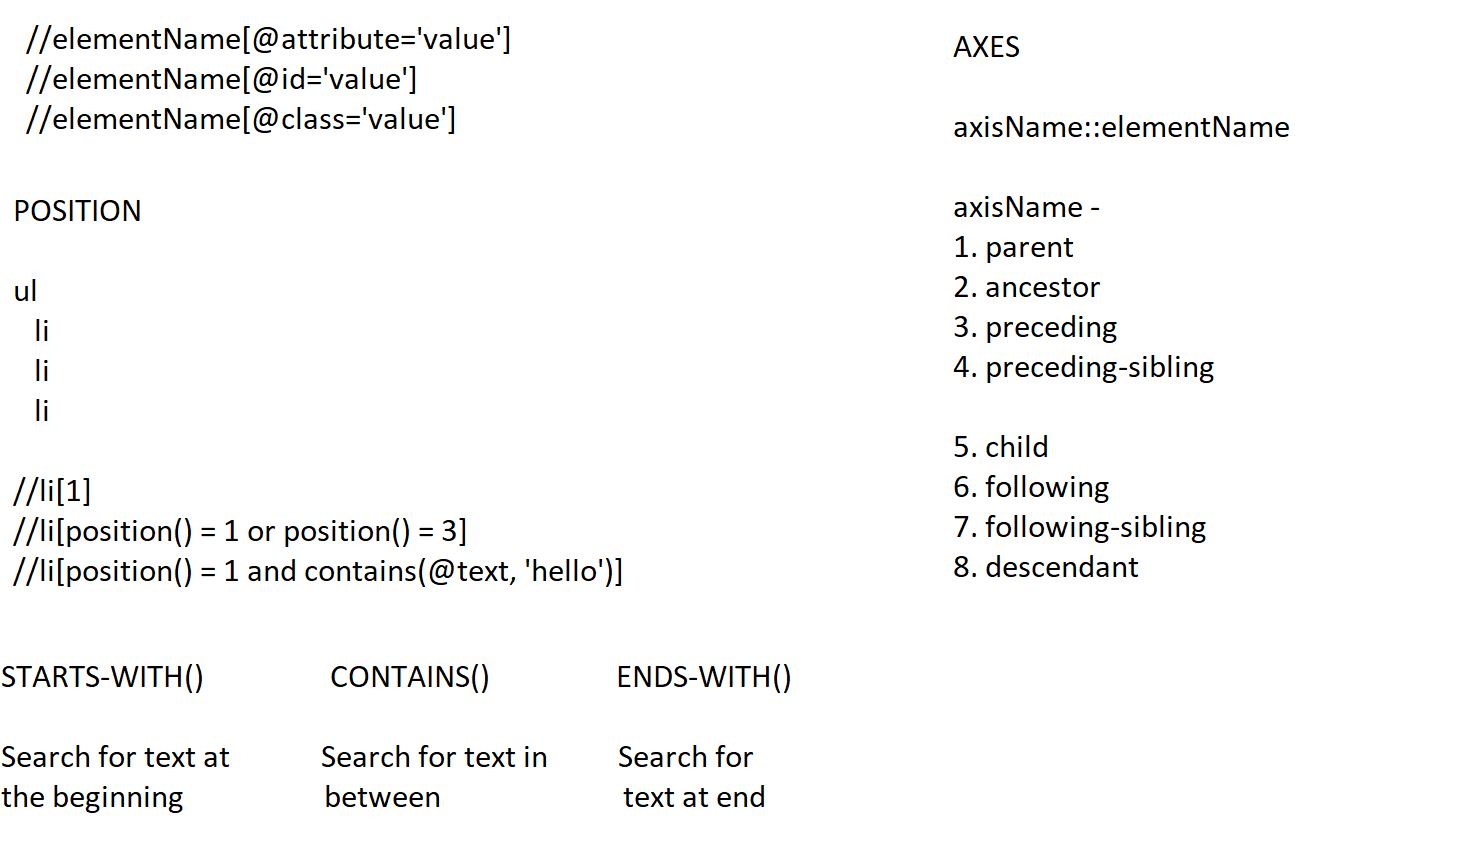 //elementName[@attribute='value']
//elementName[@id='value']
//elementName[@class='value']
POSITION
ul
li
li
li
//li[1]
//li[position() = 1 or position() = 3]
//li[position() = 1 and contains(@text, 'hello')]
STARTS-WITH()
Search for text at
the beginning
CONTAINS()
Search for text in
between
ENDS-WITH()
Search for
text at end
AXES
axisName::elementName
axisName -
1. parent
2. ancestor
3. preceding
4. preceding-sibling
5. child
6. following
7. following-sibling
8. descendant